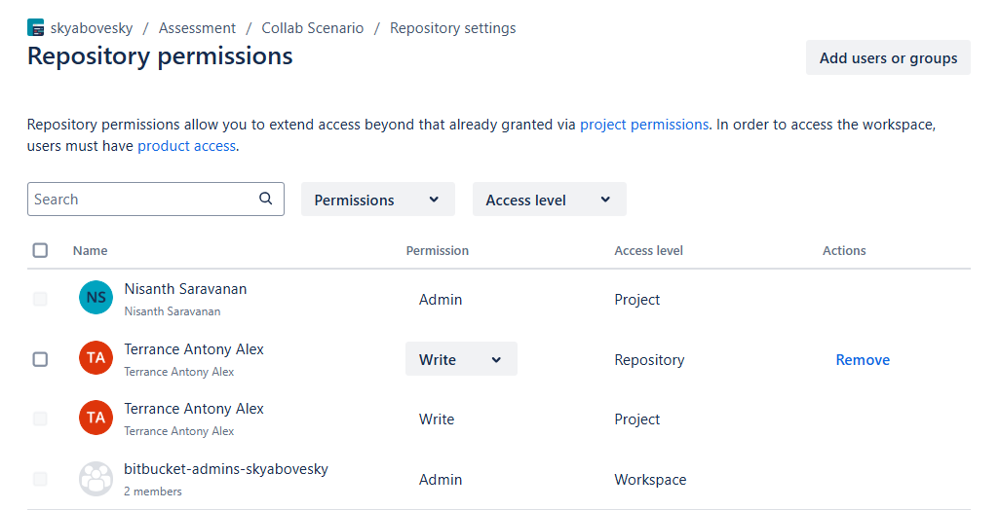 skyabovesky / Assessment / Collab Scenario / Repository settings
Repository permissions
Add users or groups
Repository permissions allow you to extend access beyond that already granted via project permissions. In order to access the workspace,
users must have product access.
Search
Permissions
Access level
Name Permission Access level Actions
NS Nisanth Saravanan Admin Project
Nisanth Saravanan
TA Terrance Antony Alex Write Repository Remove
Terrance Antony Alex
TA Terrance Antony Alex Write Project
Terrance Antony Alex
bitbucket-admins-skyabovesky Admin Workspace
2 members